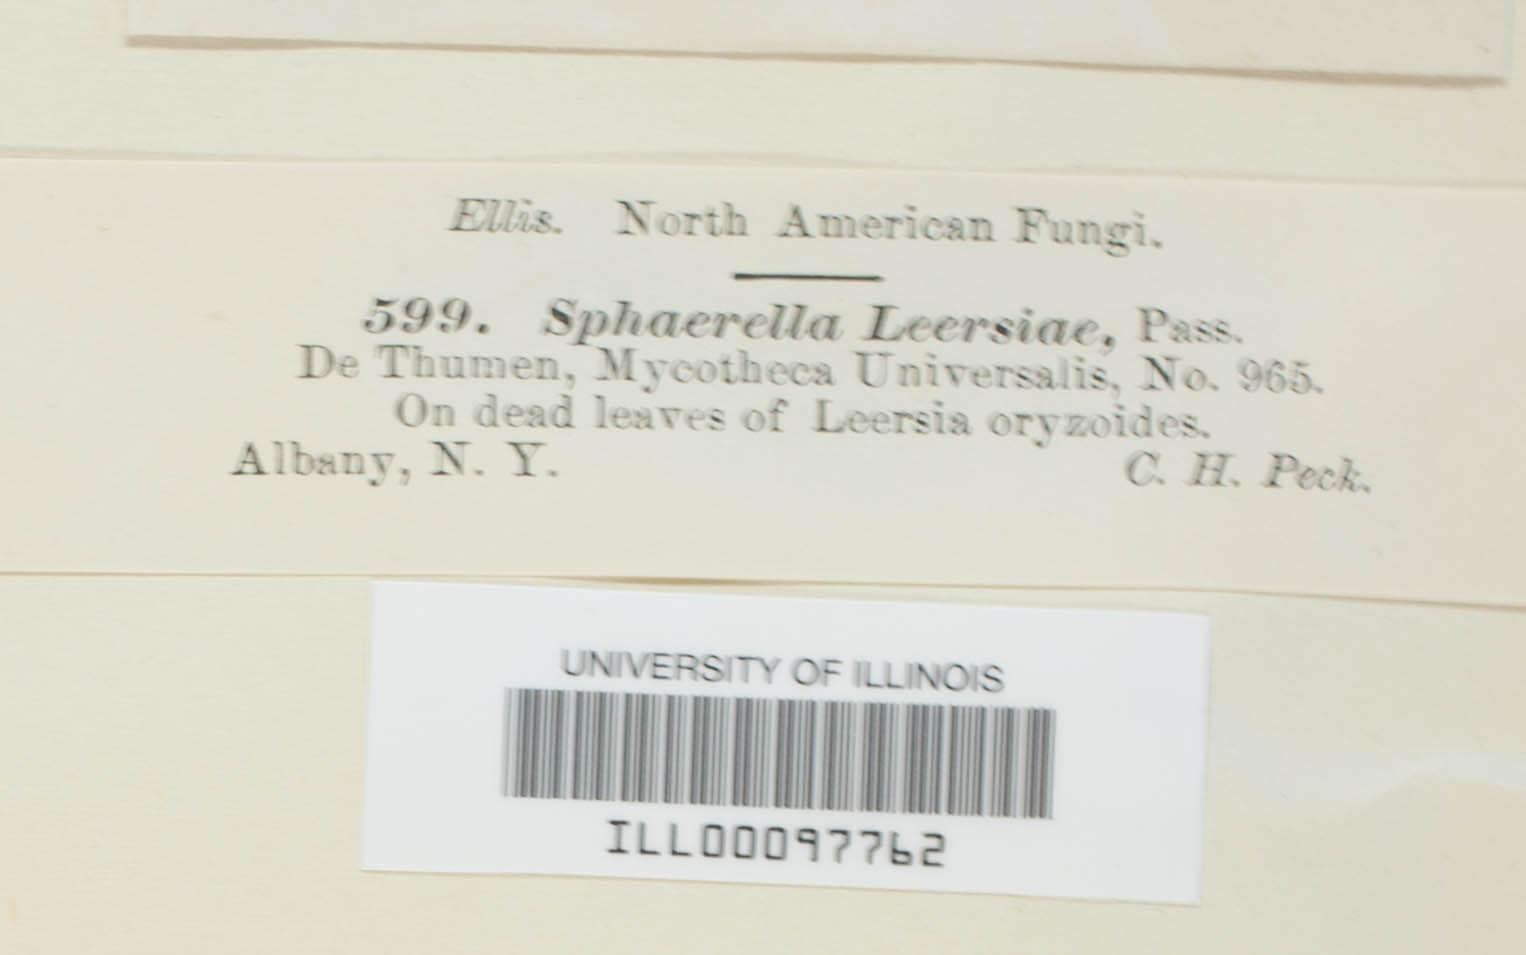 Ellis. North American Fungi.
599. Sphaerella Leersiae, Pass.
De Thumen, Mycotheca Universalis, No. 965.
On dead leaves of Leersia oryzoides.
Albany, N. Y. C. H. Peck.
UNIVERSITY OF ILLINOIS
ILL00097762